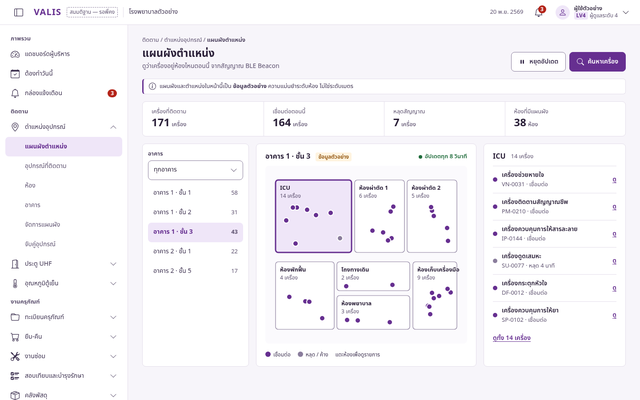 VALIS
ลมบติฐาน — รอพี่คง
โรงพยาบาลตัวอย่าง
20 พ.ย. 2569
3
ผู้ใช้ตัวอย่าง
LV4 ผู้ดูแลระดับ 4
ภาพรวม
แดชบอร์ดผู้บริหาร
ต้องทำวันนี้
กล่องแจ้งเตือน
3
ติดตาม
ตำแหน่งอุปกรณ์
แผนผังตำแหน่ง
อุปกรณ์ที่ติดตาม
ห้อง
อาคาร
จัดการแผนผัง
จับคู่อุปกรณ์
ประตู UHF
อุณหภูมิตู้เย็น
งานครุภัณฑ์
ทะเบียนครุภัณฑ์
ยืม-คืน
งานซ่อม
สอบเทียบและบำรุงรักษา
คลังพัสดุ
ติดตาม / ตำแหน่งอุปกรณ์ / แผนผังตำแหน่ง
แผนผังตำแหน่ง
ดูว่าเครื่องอยู่ห้องไหนตอนนี้ จากสัญญาณ BLE Beacon
หยุดอัปเดต
ค้นหาเครื่อง
แผนผังและตำแหน่งในหน้านี้เป็น ข้อมูลตัวอย่าง ความแม่นยำระดับห้อง ไม่ใช่ระดับเมตร
เครื่องที่ติดตาม
171 เครื่อง
เชื่อมต่อตอนนี้
164 เครื่อง
หลุดสัญญาณ
7 เครื่อง
ห้องที่มีแผนผัง
38 ห้อง
อาคาร
ทุกอาคาร
อาคาร 1 · ชั้น 1 58
อาคาร 1 · ชั้น 2 31
อาคาร 1 · ชั้น 3 43
อาคาร 2 · ชั้น 1 22
อาคาร 2 · ชั้น 5 17
อาคาร 1 · ชั้น 3
ข้อมูลตัวอย่าง
อัปเดตทุก 8 วินาที
ICU
14 เครื่อง
ห้องผ่าตัด 1
6 เครื่อง
ห้องผ่าตัด 2
5 เครื่อง
ห้องพักฟื้น
4 เครื่อง
โถงทางเดิน
2 เครื่อง
ห้องพยาบาล
3 เครื่อง
ห้องเก็บเครื่องมือ
9 เครื่อง
เชื่อมต่อ
หลุด / ค้าง
แตะห้องเพื่อดูรายการ
ICU 14 เครื่อง
เครื่องช่วยหายใจ
VN-0031 · เชื่อมต่อ
ดู
เครื่องติดตามสัญญาณชีพ
PM-0210 · เชื่อมต่อ
ดู
เครื่องควบคุมการให้สารละลาย
IP-0144 · เชื่อมต่อ
ดู
เครื่องดูดเสมหะ
SU-0077 · หลุด 4 นาที
ดู
เครื่องกระตุกหัวใจ
DF-0012 · เชื่อมต่อ
ดู
เครื่องควบคุมการให้ยา
SP-0102 · เชื่อมต่อ
ดู
ดูทั้ง 14 เครื่อง